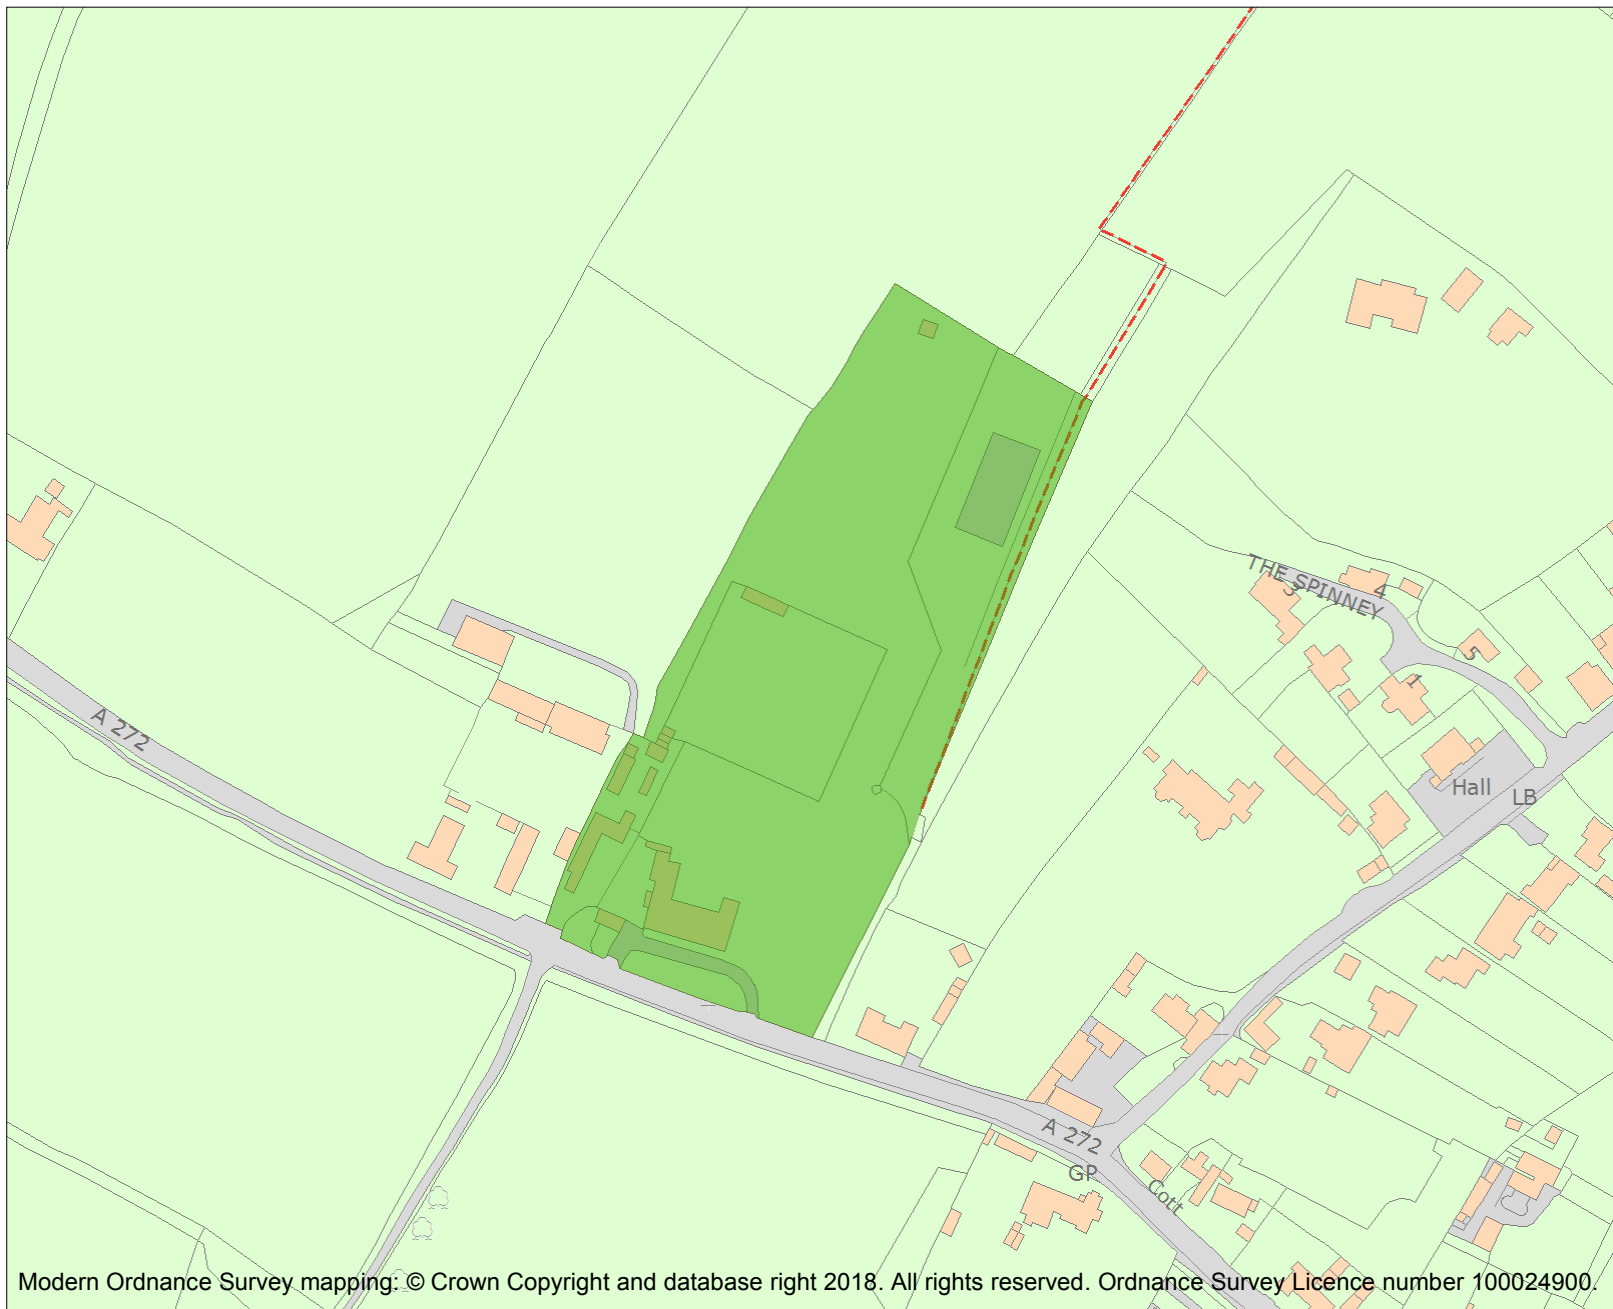 THE SPINNEY
3
4
5
1
A 272
Hall
LB
A 272
GP
Cott
Modern Ordnance Survey mapping: © Crown Copyright and database right 2018. All rights reserved. Ordnance Survey Licence number 100024900.